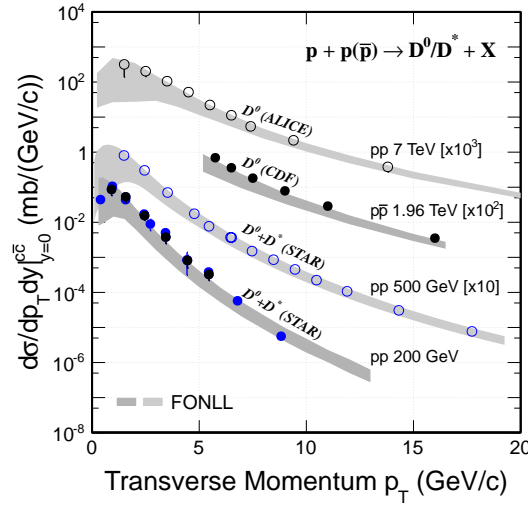 p + p(p̅) → D⁰/D* + X
10²
1
10⁻²
10⁻⁴
10⁻⁶
10⁻⁸
dσ/dp_T dy|^{cc̅}_{y=0} (mb/(GeV/c)
D⁰ (ALICE)
pp 7 TeV [x10³]
D⁰ (CDF)
pp̅ 1.96 TeV [x10²]
D⁰+D* (STAR)
pp 500 GeV [x10]
D⁰+D* (STAR)
pp 200 GeV
FONLL
0 5 10 15 20
Transverse Momentum p_T (GeV/c)